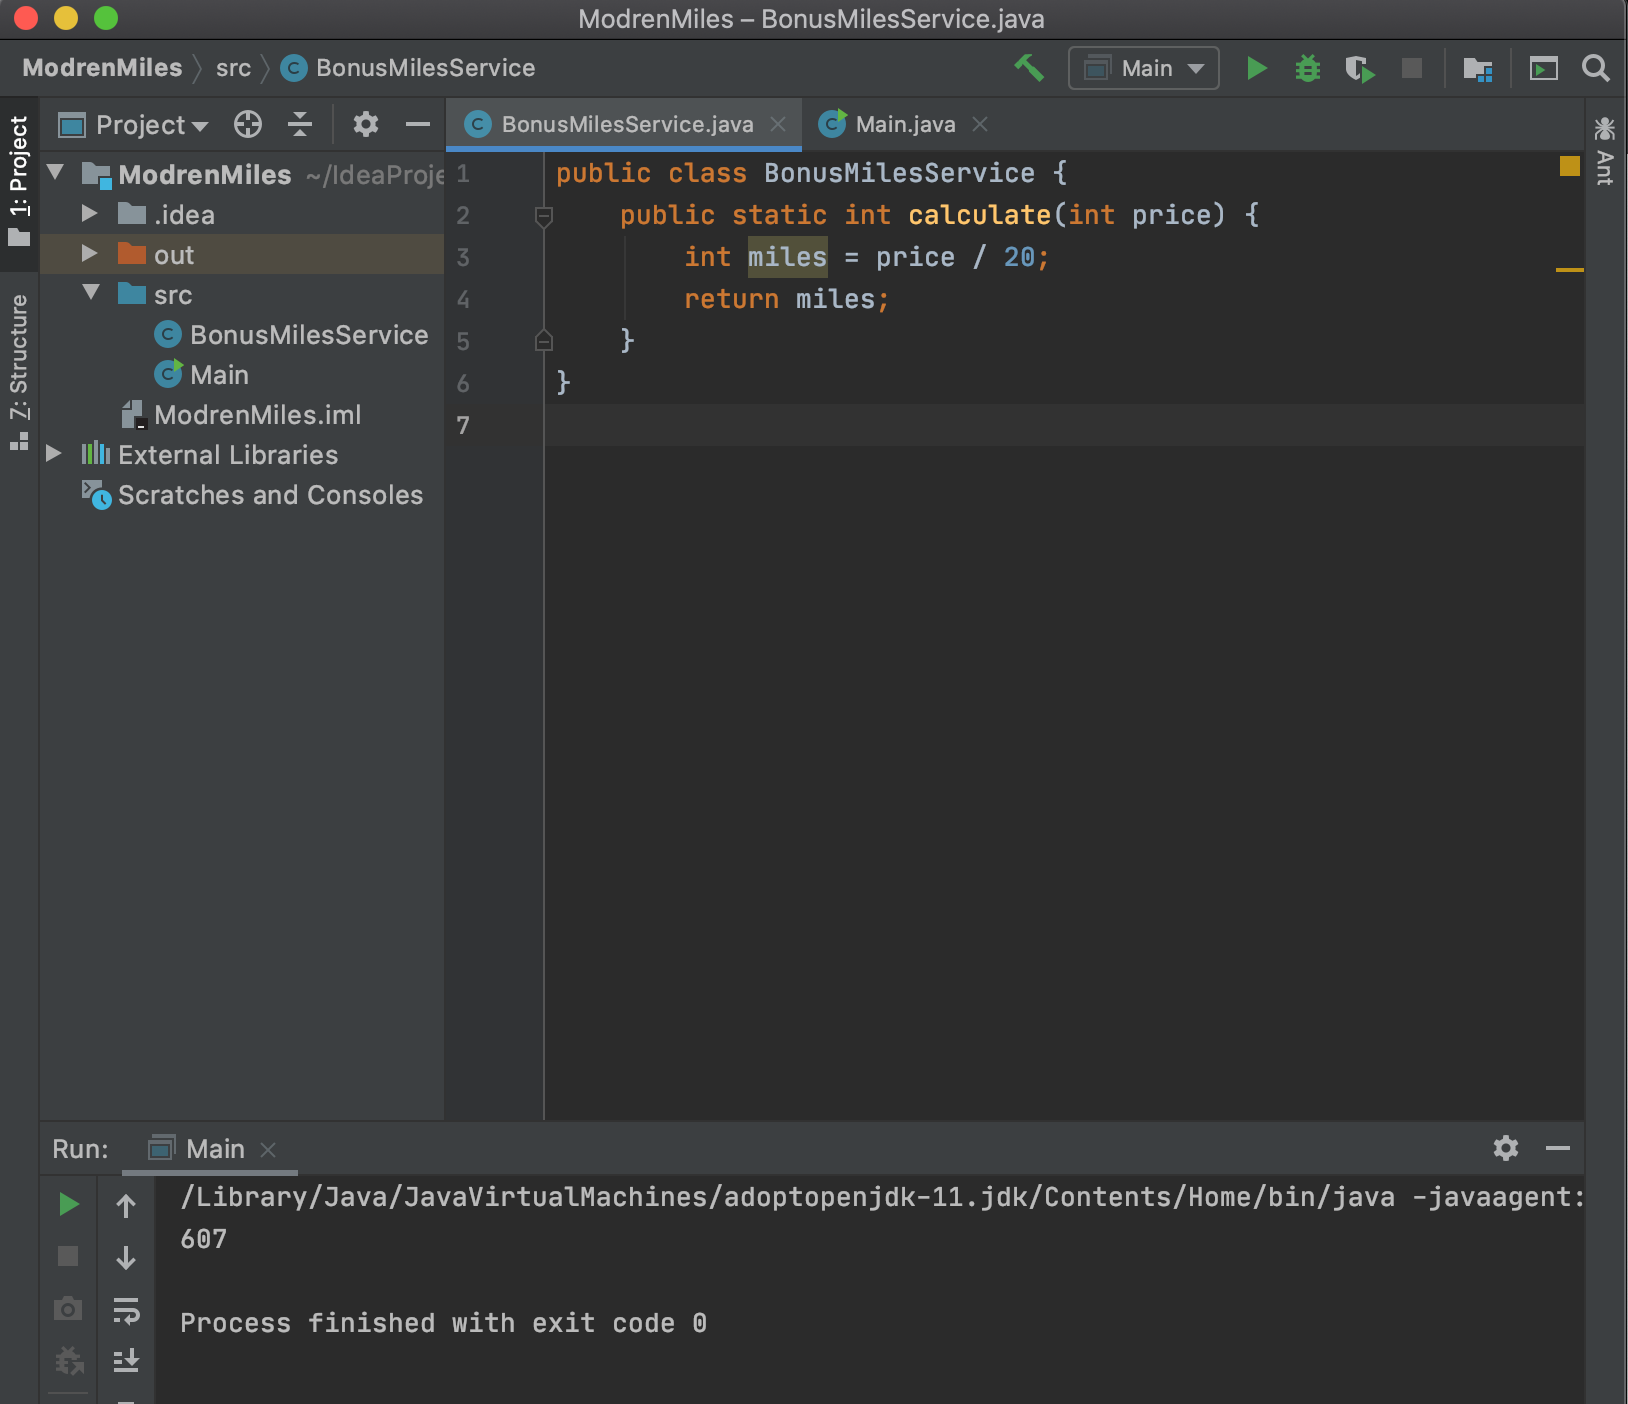 ModrenMiles – BonusMilesService.java
ModrenMiles src BonusMilesService Main
1: Project
7: Structure
Project
ModrenMiles ~/IdeaProje
.idea
out
src
BonusMilesService
Main
ModrenMiles.iml
External Libraries
Scratches and Consoles
BonusMilesService.java Main.java
1 public class BonusMilesService {
2 public static int calculate(int price) {
3 int miles = price / 20;
4 return miles;
5 }
6 }
7
Ant
Run: Main
/Library/Java/JavaVirtualMachines/adoptopenjdk-11.jdk/Contents/Home/bin/java -javaagent:
607
Process finished with exit code 0